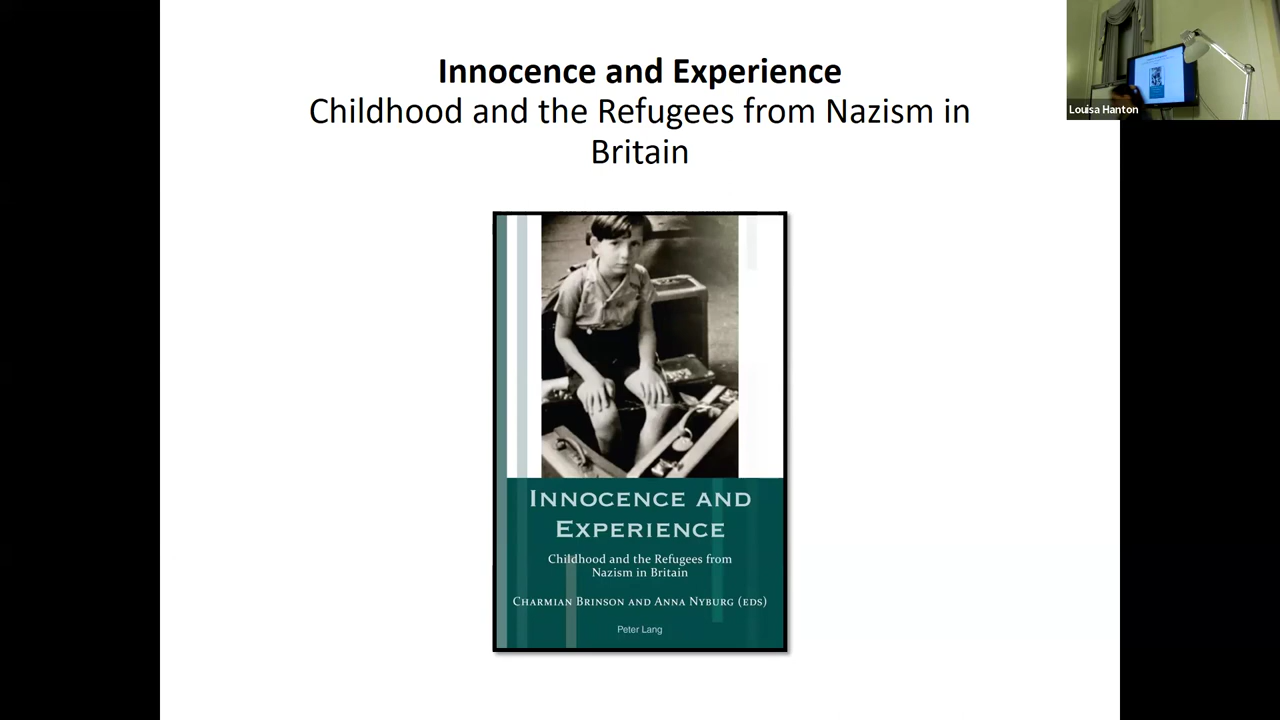 Innocence and Experience
Childhood and the Refugees from Nazism in
Britain
Louisa Hanton
INNOCENCE AND
EXPERIENCE
Childhood and the Refugees from
Nazism in Britain
CHARMIAN BRINSON AND ANNA NYBURG (EDS)
Peter Lang